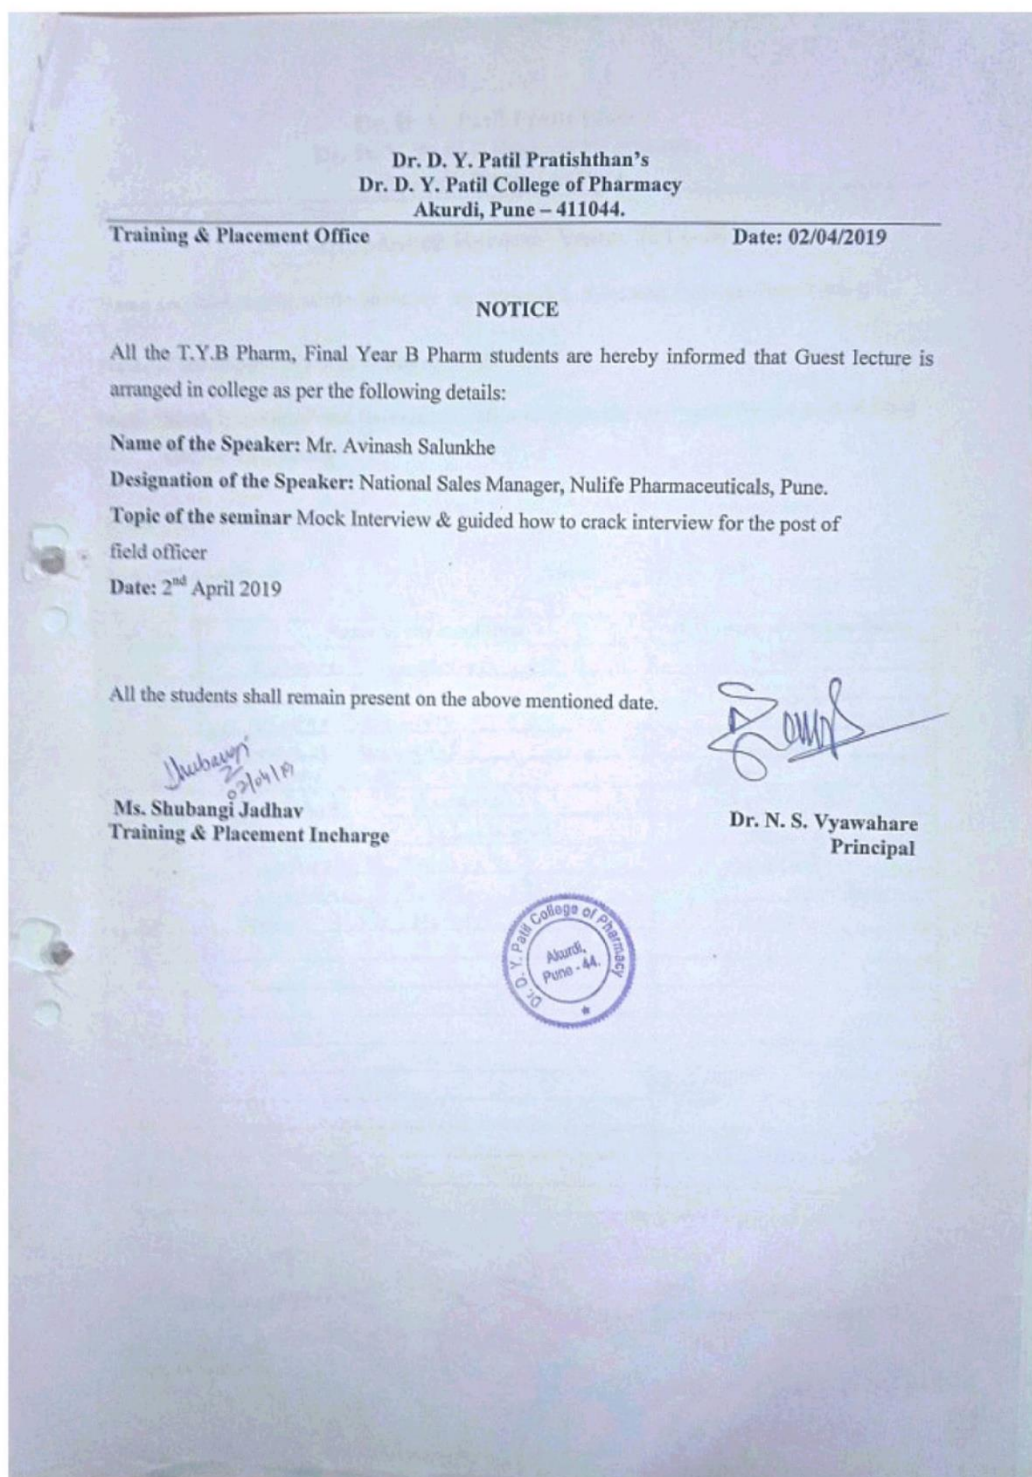 Dr. D. Y. Patil Pratishthan's
Dr. D. Y. Patil College of Pharmacy
Akurdi, Pune – 411044.
Training & Placement Office Date: 02/04/2019
NOTICE
All the T.Y.B Pharm, Final Year B Pharm students are hereby informed that Guest lecture is
arranged in college as per the following details:
Name of the Speaker: Mr. Avinash Salunkhe
Designation of the Speaker: National Sales Manager, Nulife Pharmaceuticals, Pune.
Topic of the seminar Mock Interview & guided how to crack interview for the post of
field officer
Date: 2nd April 2019
All the students shall remain present on the above mentioned date.
Shubangi
02/04/19
Ms. Shubangi Jadhav
Training & Placement Incharge
Dr. N. S. Vyawahare
Principal
Dr. D. Y. Patil College of Pharmacy
Akurdi,
Pune - 44.